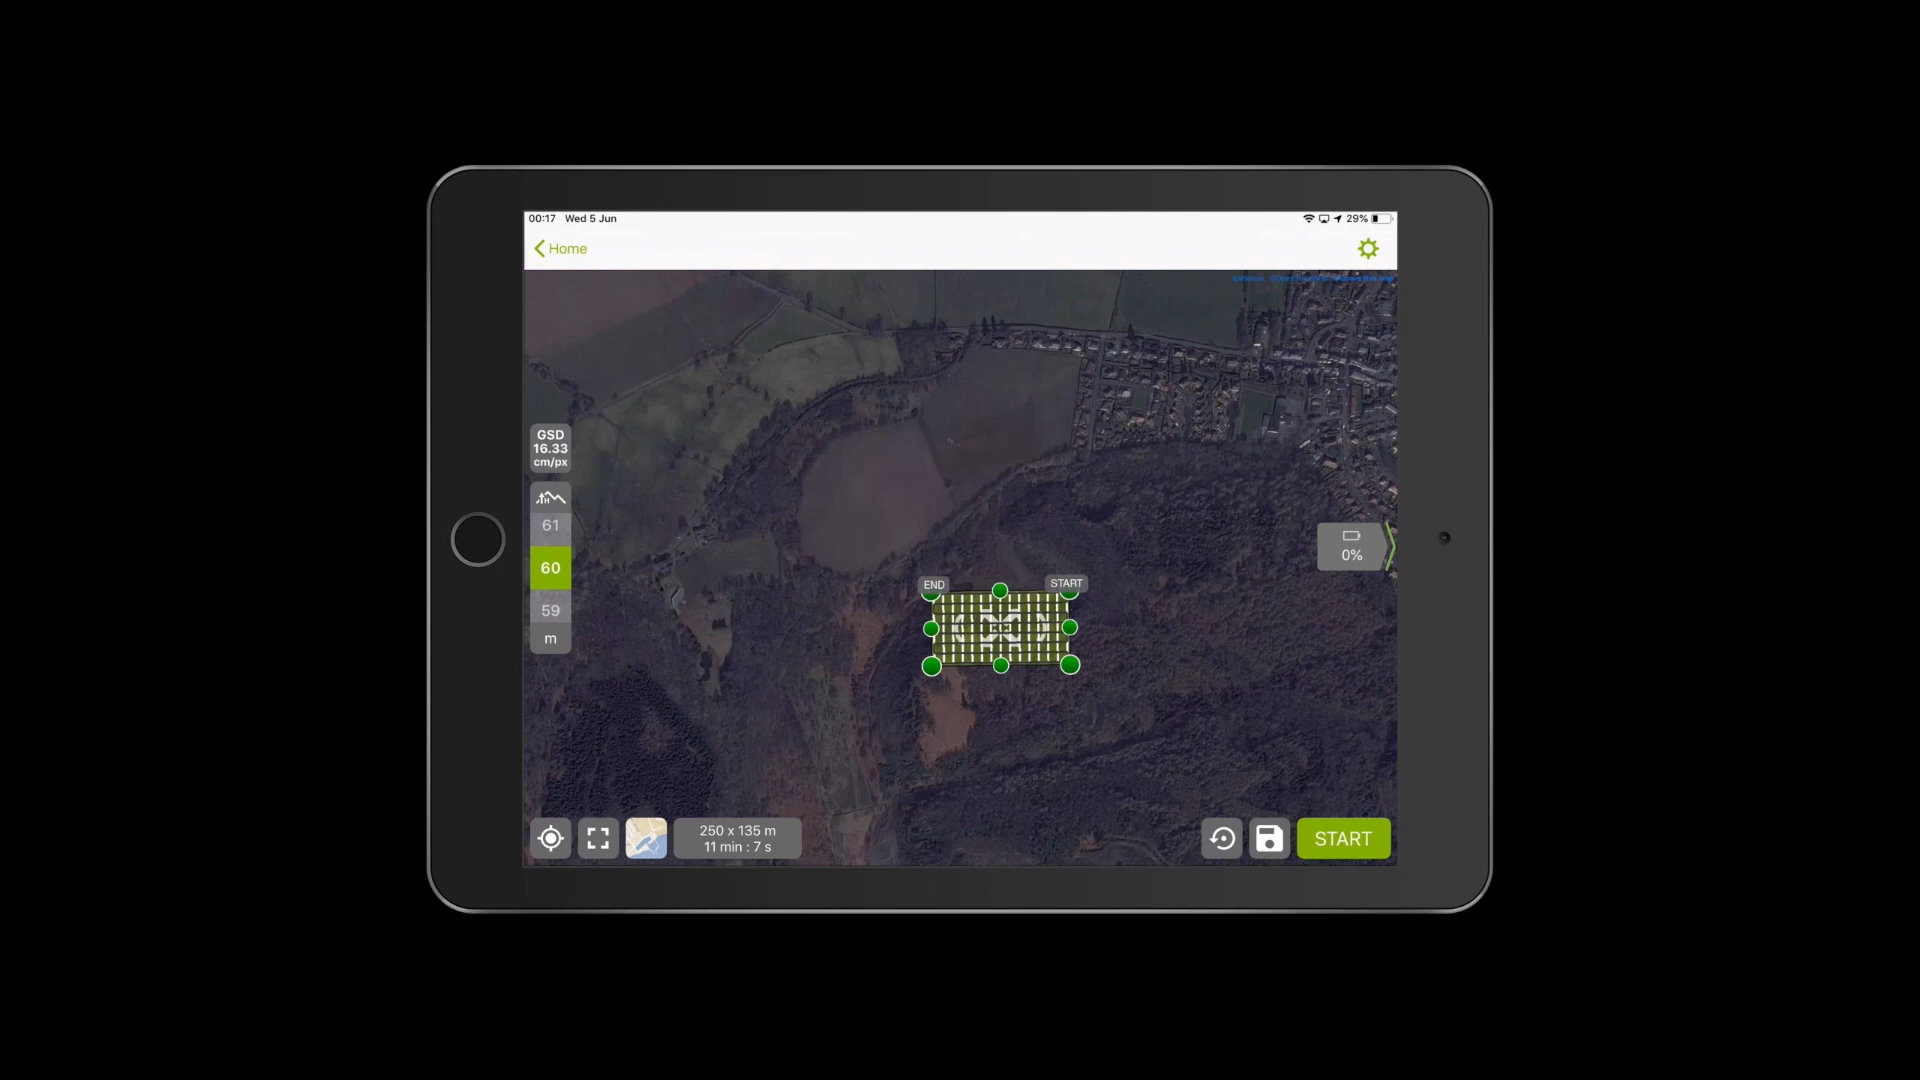 00:17 Wed 5 Jun
29%
Home
GSD
16.33
cm/px
61
60
59
m
0%
END
START
250 x 135 m
11 min : 7 s
START